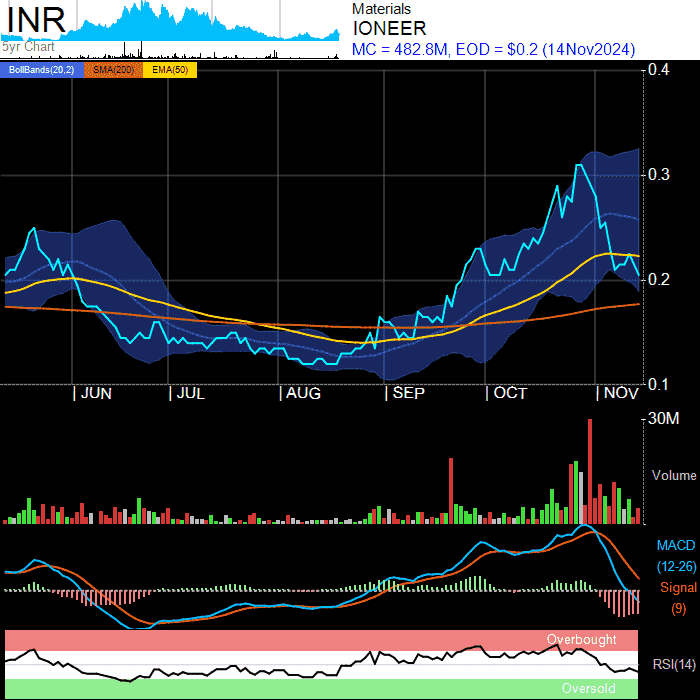 INR
5yr Chart
Materials
IONEER
MC = 482.8M, EOD = $0.2 (14Nov2024)
BollBands(20,2) SMA(200) EMA(50)
0.4
0.3
0.2
0.1
JUN JUL AUG SEP OCT NOV
30M
Volume
MACD
(12-26)
Signal
(9)
Overbought
RSI(14)
Oversold